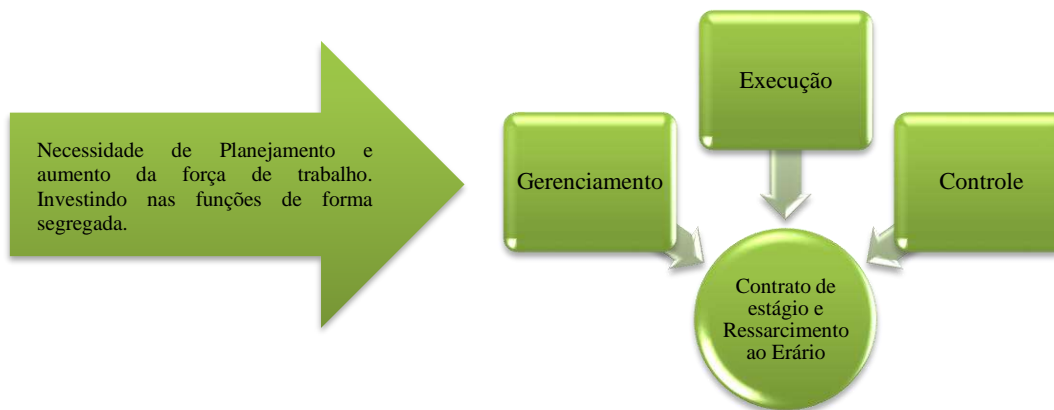 Necessidade de Planejamento e
aumento da força de trabalho.
Investindo nas funções de forma
segregada.
Gerenciamento
Execução
Controle
Contrato de
estágio e
Ressarcimento
ao Erário